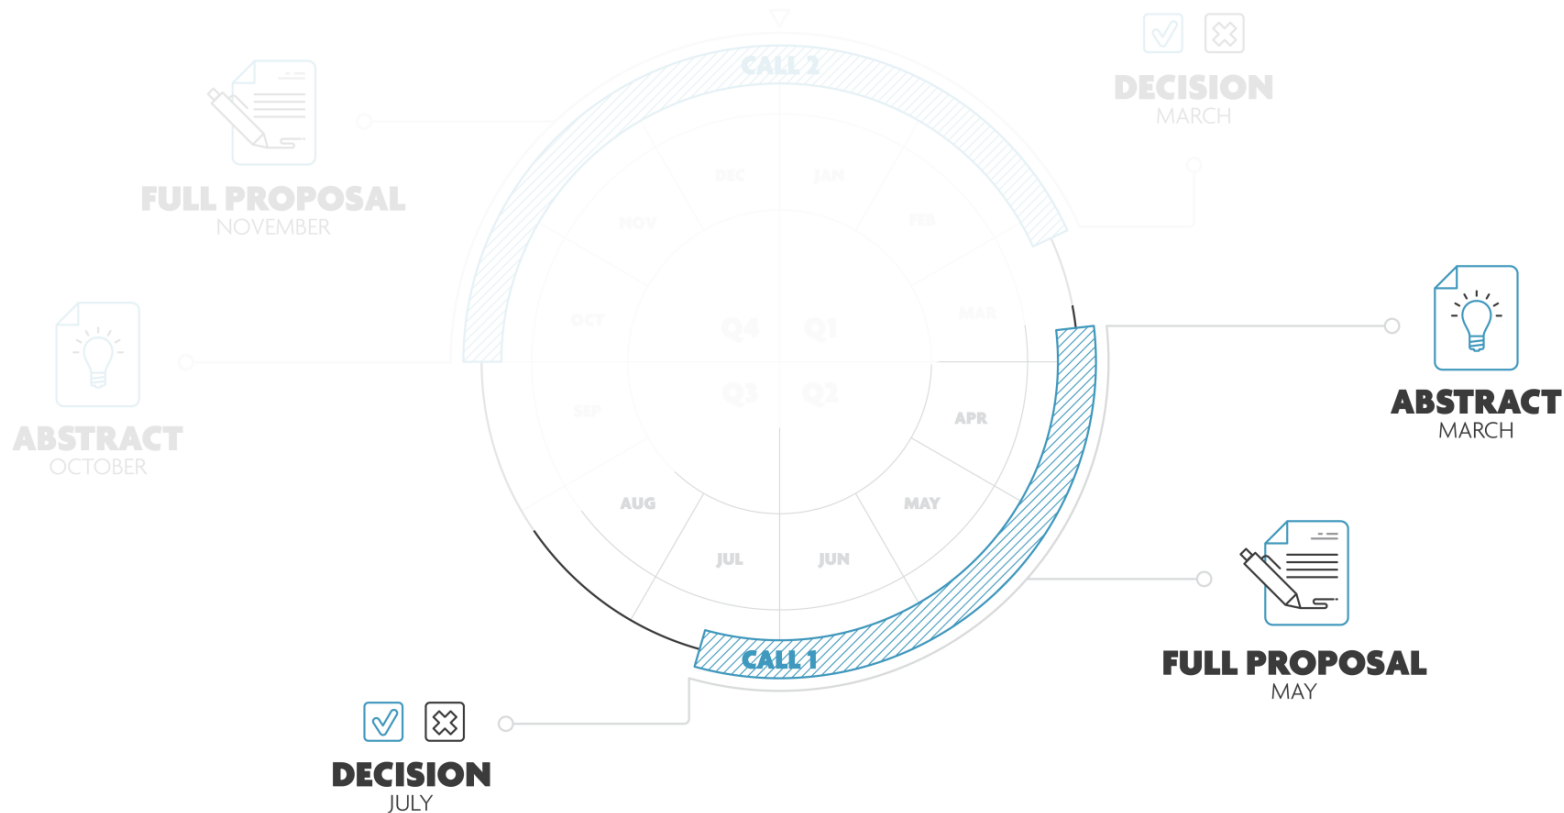 CALL 2
DECISION
MARCH
FULL PROPOSAL
NOVEMBER
DEC
JAN
NOV
FEB
OCT
MAR
Q4
Q1
ABSTRACT
MARCH
Q3
Q2
SEP
APR
ABSTRACT
OCTOBER
AUG
MAY
JUL
JUN
CALL 1
FULL PROPOSAL
MAY
DECISION
JULY